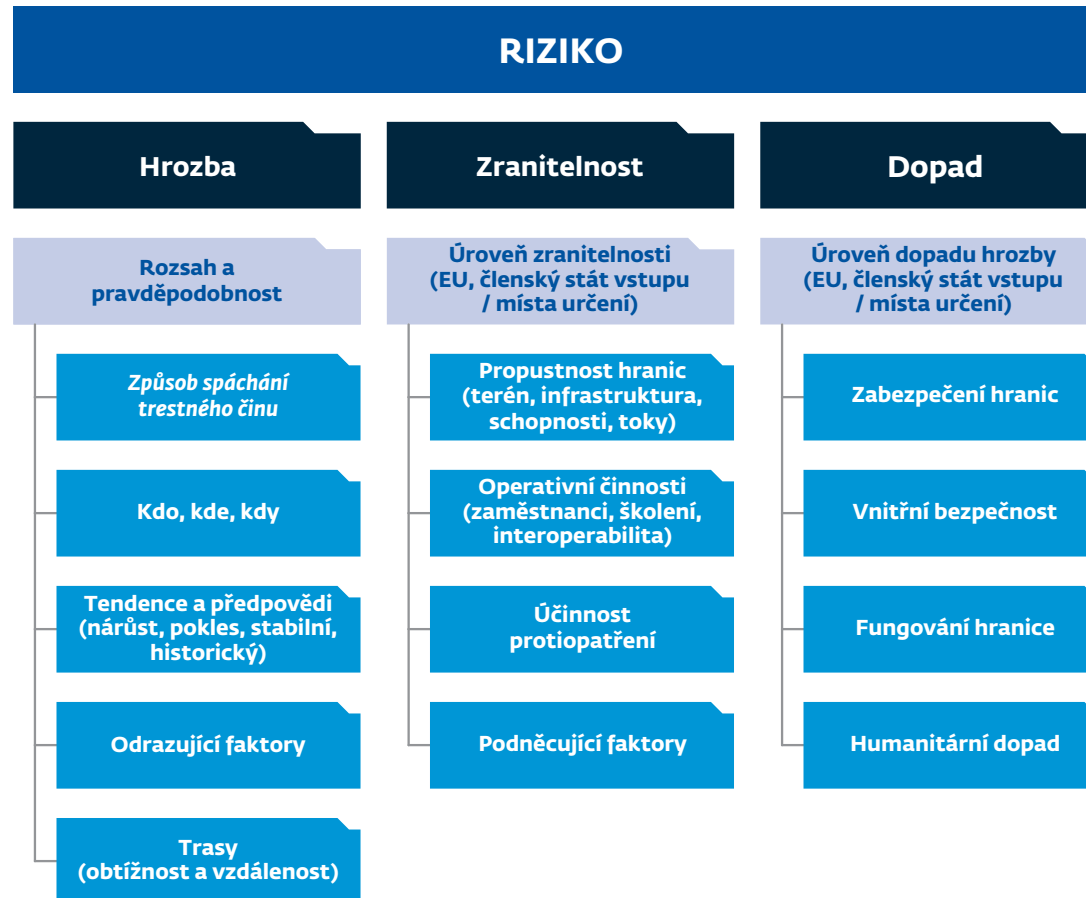 RIZIKO
Hrozba
Rozsah a
pravděpodobnost
Způsob spáchání
trestného činu
Kdo, kde, kdy
Tendence a předpovědi
(nárůst, pokles, stabilní,
historický)
Odrazující faktory
Trasy
(obtížnost a vzdálenost)
Zranitelnost
Úroveň zranitelnosti
(EU, členský stát vstupu
/ místa určení)
Propustnost hranic
(terén, infrastruktura,
schopnosti, toky)
Operativní činnosti
(zaměstnanci, školení,
interoperabilita)
Účinnost
protiopatření
Podněcující faktory
Dopad
Úroveň dopadu hrozby
(EU, členský stát vstupu
/ místa určení)
Zabezpečení hranic
Vnitřní bezpečnost
Fungování hranice
Humanitární dopad